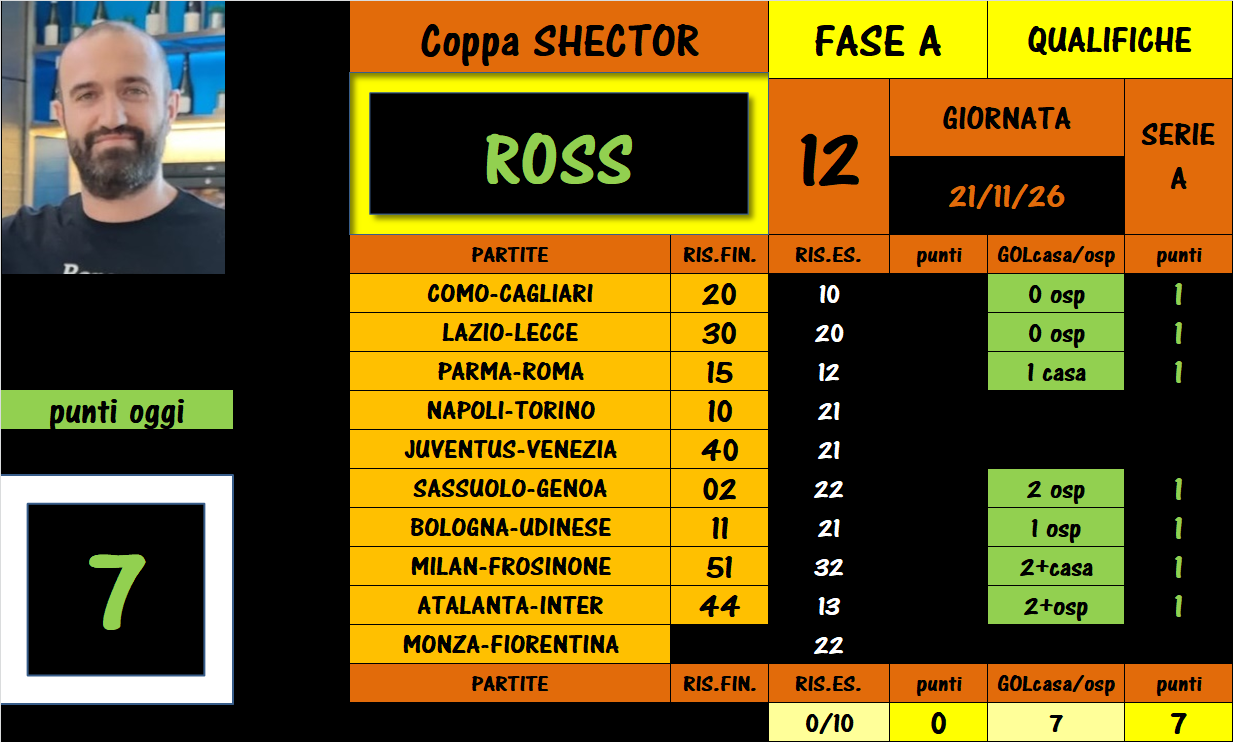 Coppa SHECTOR FASE A QUALIFICHE
ROSS 12 GIORNATA SERIE A
21/11/26
PARTITE RIS.FIN. RIS.ES. punti GOLcasa/osp punti
COMO-CAGLIARI 20 10 0 osp 1
LAZIO-LECCE 30 20 0 osp 1
PARMA-ROMA 15 12 1 casa 1
NAPOLI-TORINO 10 21
punti oggi
JUVENTUS-VENEZIA 40 21
SASSUOLO-GENOA 02 22 2 osp 1
BOLOGNA-UDINESE 11 21 1 osp 1
MILAN-FROSINONE 51 32 2+casa 1
7
ATALANTA-INTER 44 13 2+osp 1
MONZA-FIORENTINA 22
PARTITE RIS.FIN. RIS.ES. punti GOLcasa/osp punti
0/10 0 7 7